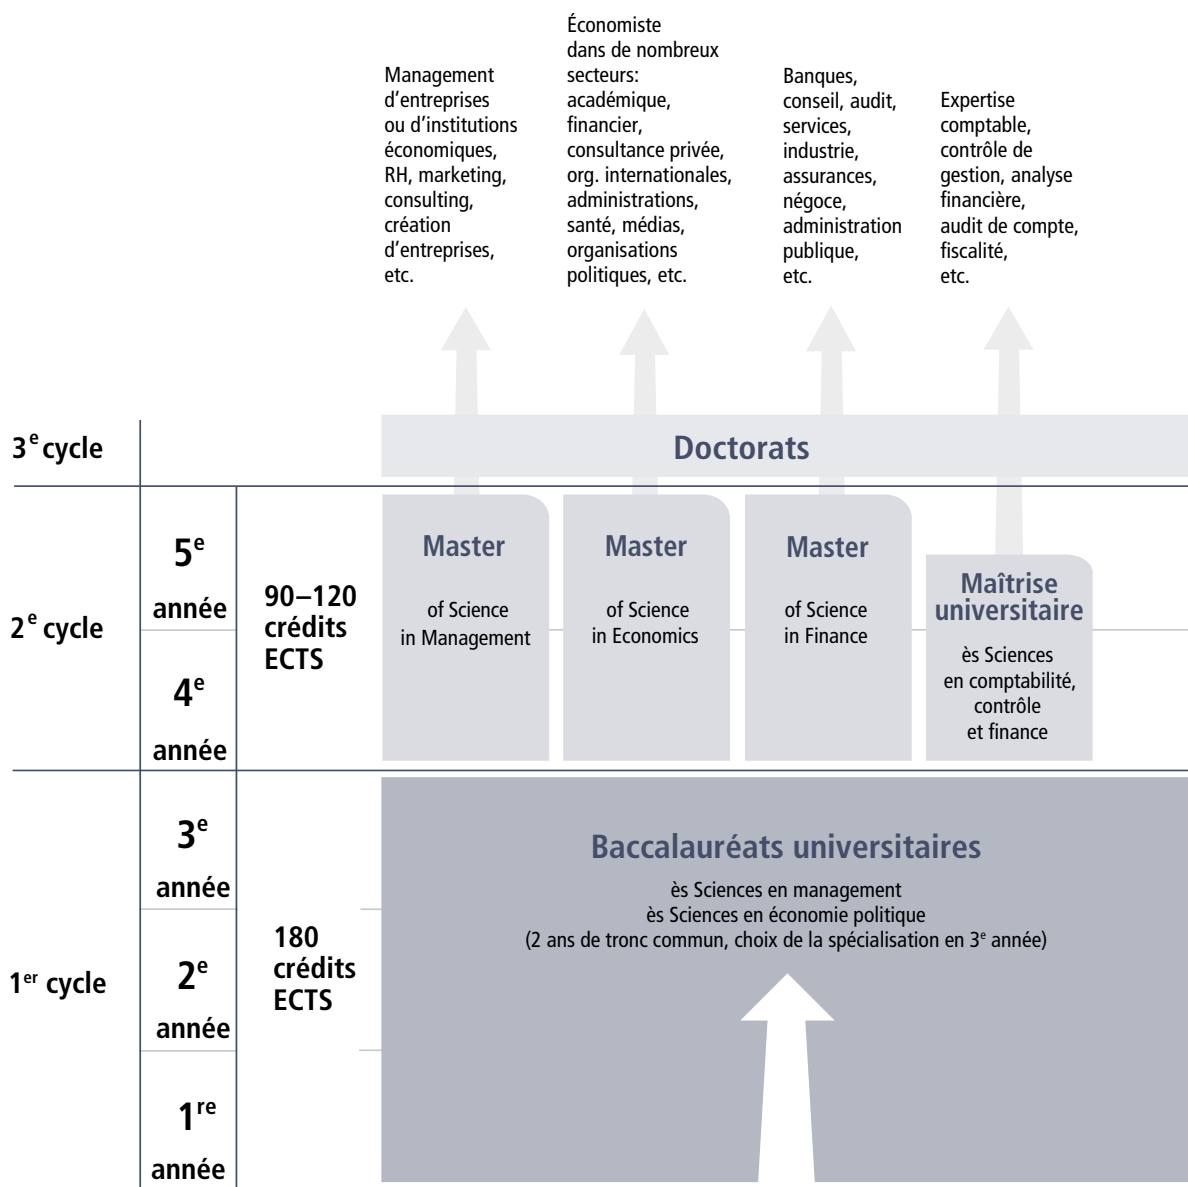 Management
d'entreprises
ou d'institutions
économiques,
RH, marketing,
consulting,
création
d'entreprises,
etc.
Économiste
dans de nombreux
secteurs:
académique,
financier,
consultance privée,
org. internationales,
administrations,
santé, médias,
organisations
politiques, etc.
Banques,
conseil, audit,
services,
industrie,
assurances,
négoce,
administration
publique,
etc.
Expertise
comptable,
contrôle de
gestion, analyse
financière,
audit de compte,
fiscalité,
etc.
3e cycle
Doctorats
2e cycle
5e
année
4e
année
90–120
crédits
ECTS
Master
of Science
in Management
Master
of Science
in Economics
Master
of Science
in Finance
Maîtrise
universitaire
ès Sciences
en comptabilité,
contrôle
et finance
1er cycle
3e
année
2e
année
1re
année
180
crédits
ECTS
Baccalauréats universitaires
ès Sciences en management
ès Sciences en économie politique
(2 ans de tronc commun, choix de la spécialisation en 3e année)